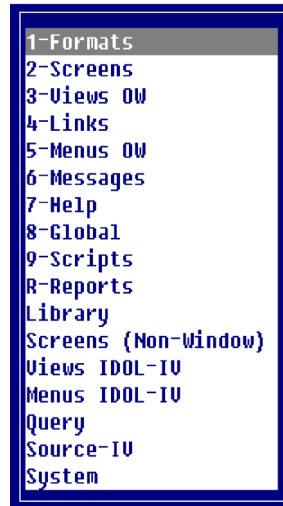 1-Formats
2-Screens
3-Views OW
4-Links
5-Menus OW
6-Messages
7-Help
8-Global
9-Scripts
R-Reports
Library
Screens (Non-Window)
Views IDOL-IV
Menus IDOL-IV
Query
Source-IV
System